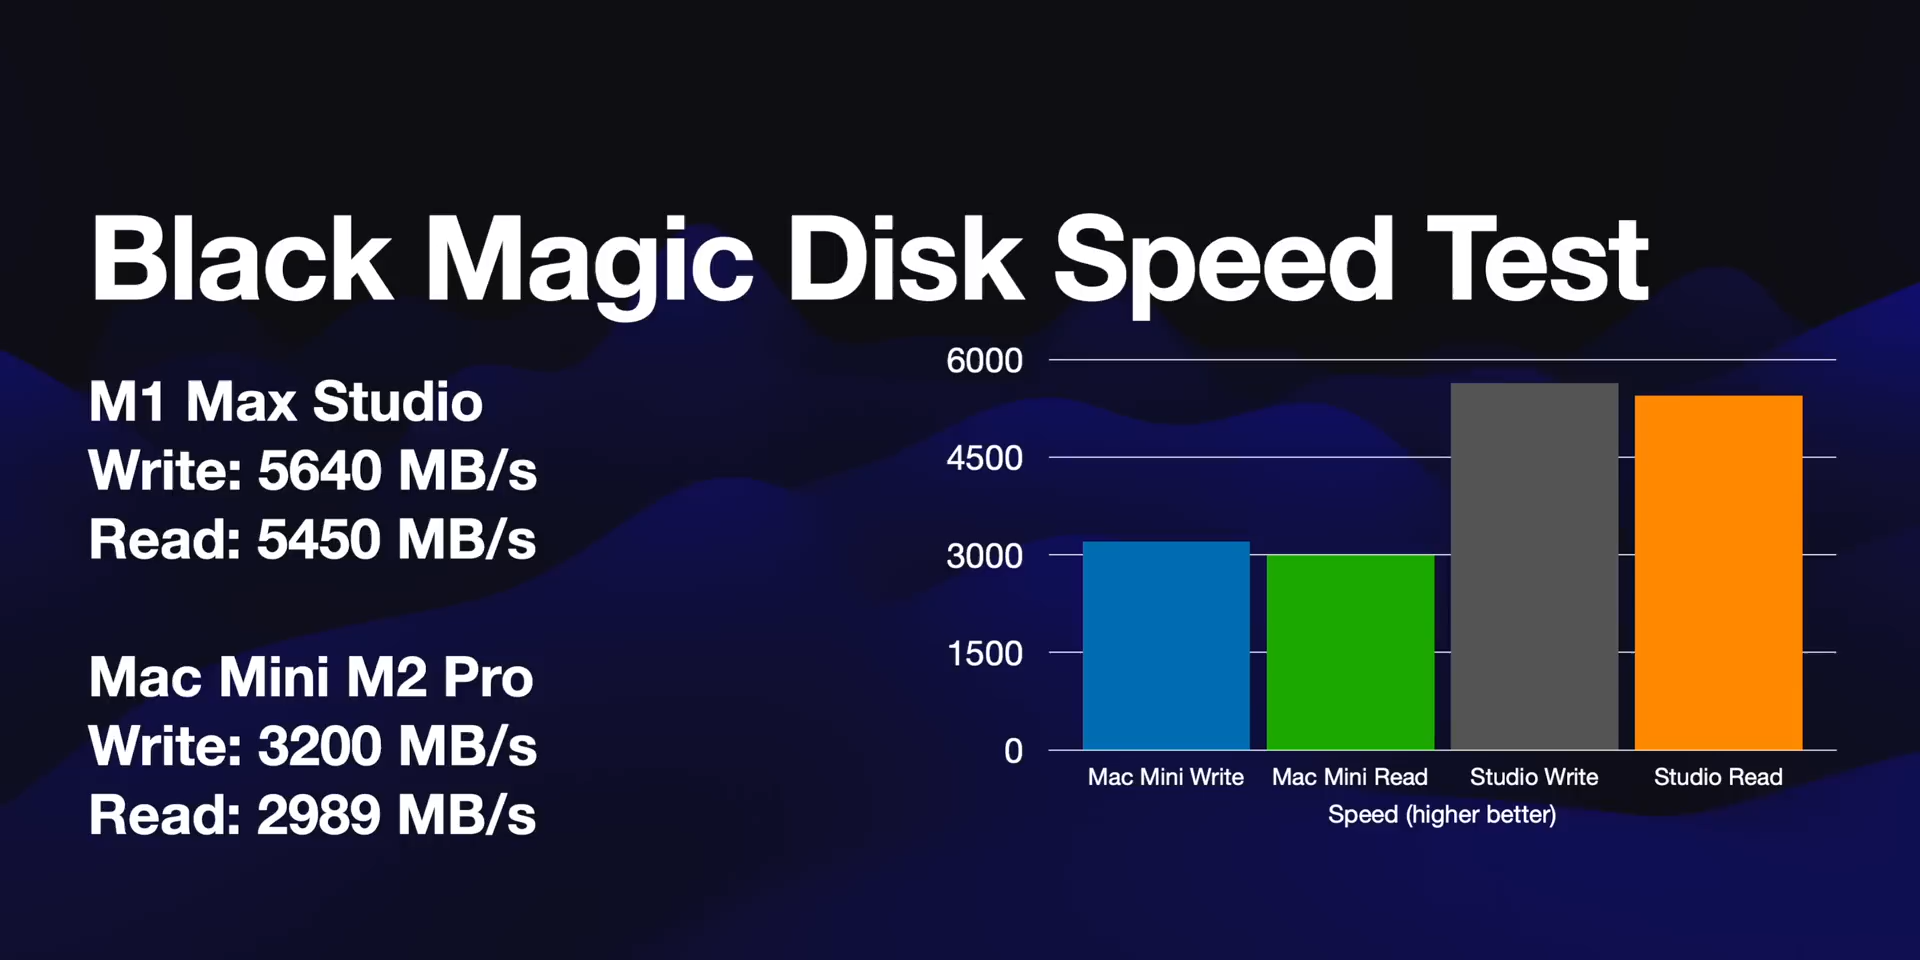 Black Magic Disk Speed Test
M1 Max Studio
Write: 5640 MB/s
Read: 5450 MB/s
Mac Mini M2 Pro
Write: 3200 MB/s
Read: 2989 MB/s
6000
4500
3000
1500
0
Mac Mini Write Mac Mini Read Studio Write Studio Read
Speed (higher better)